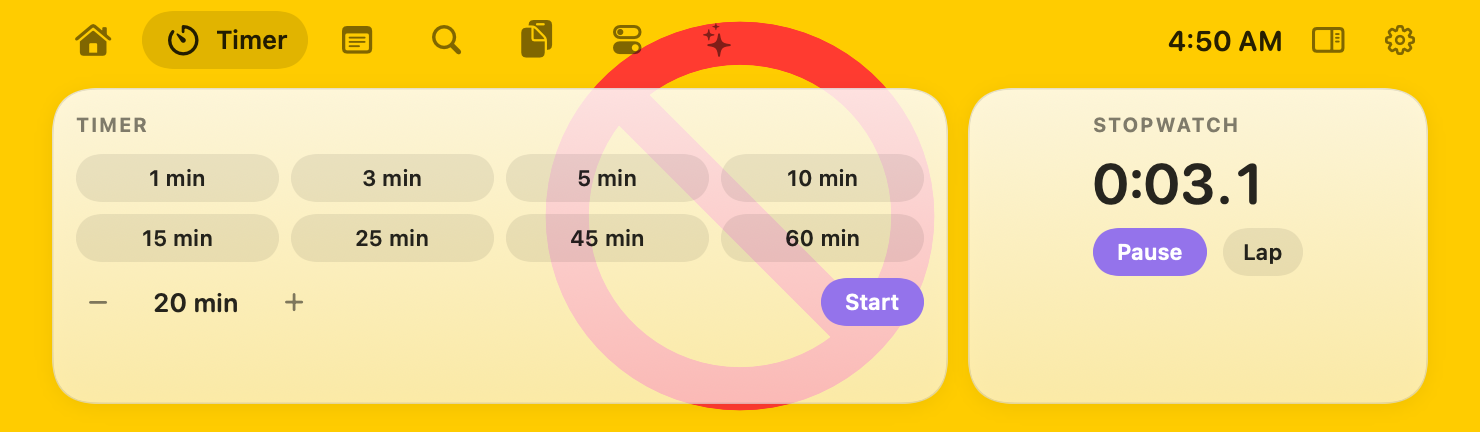 Timer
4:50 AM
TIMER
1 min
3 min
5 min
10 min
15 min
25 min
45 min
60 min
− 20 min +
Start
STOPWATCH
0:03.1
Pause
Lap